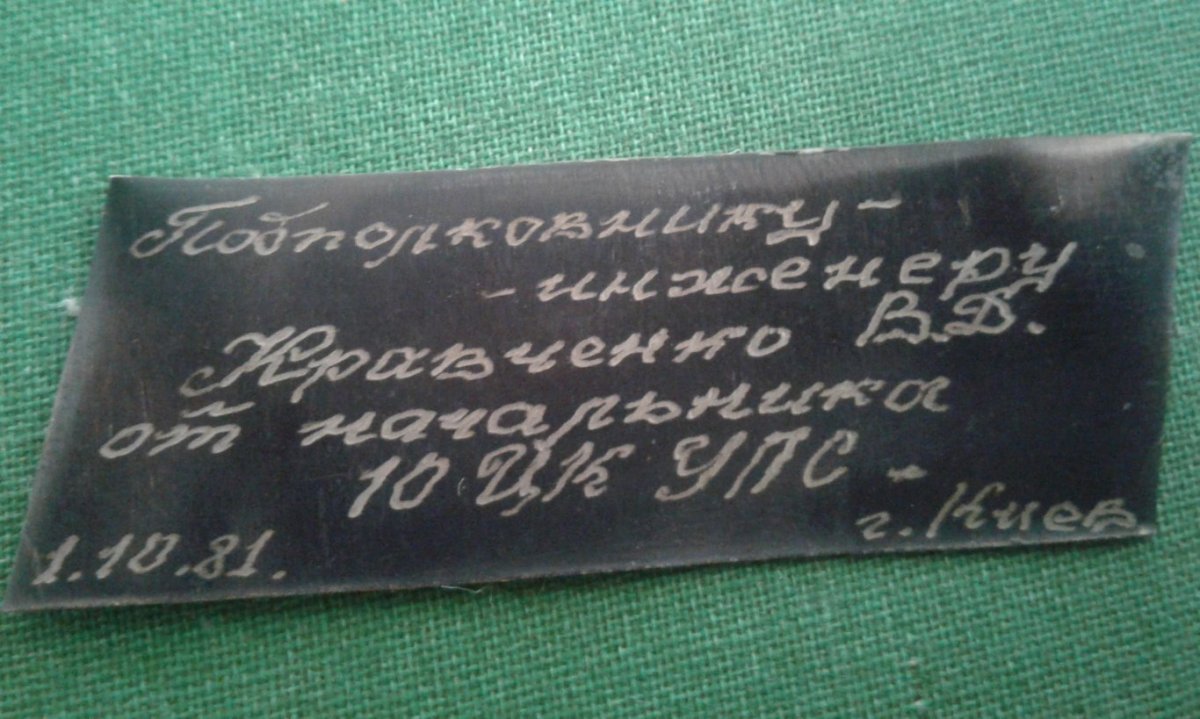 Подполковнику-
-инженеру
Кравченко В.Д.
от начальника
10 ЦК УПС -
г. Киев
1.10.81.